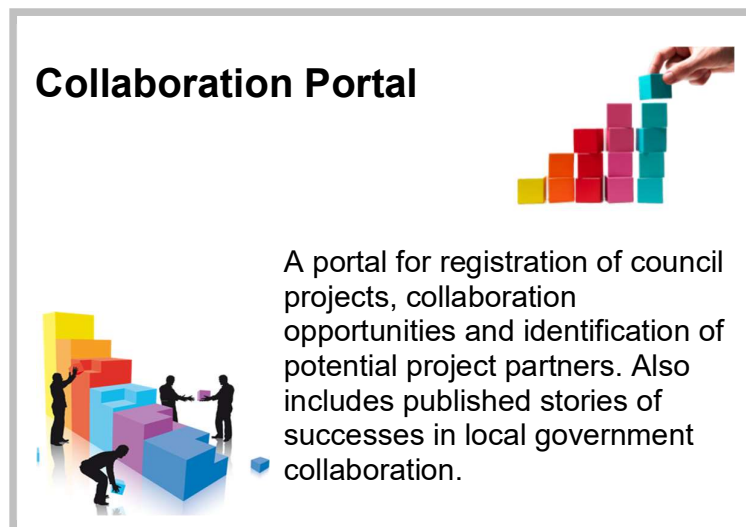 Collaboration Portal
A portal for registration of council
projects, collaboration
opportunities and identification of
potential project partners. Also
includes published stories of
successes in local government
collaboration.